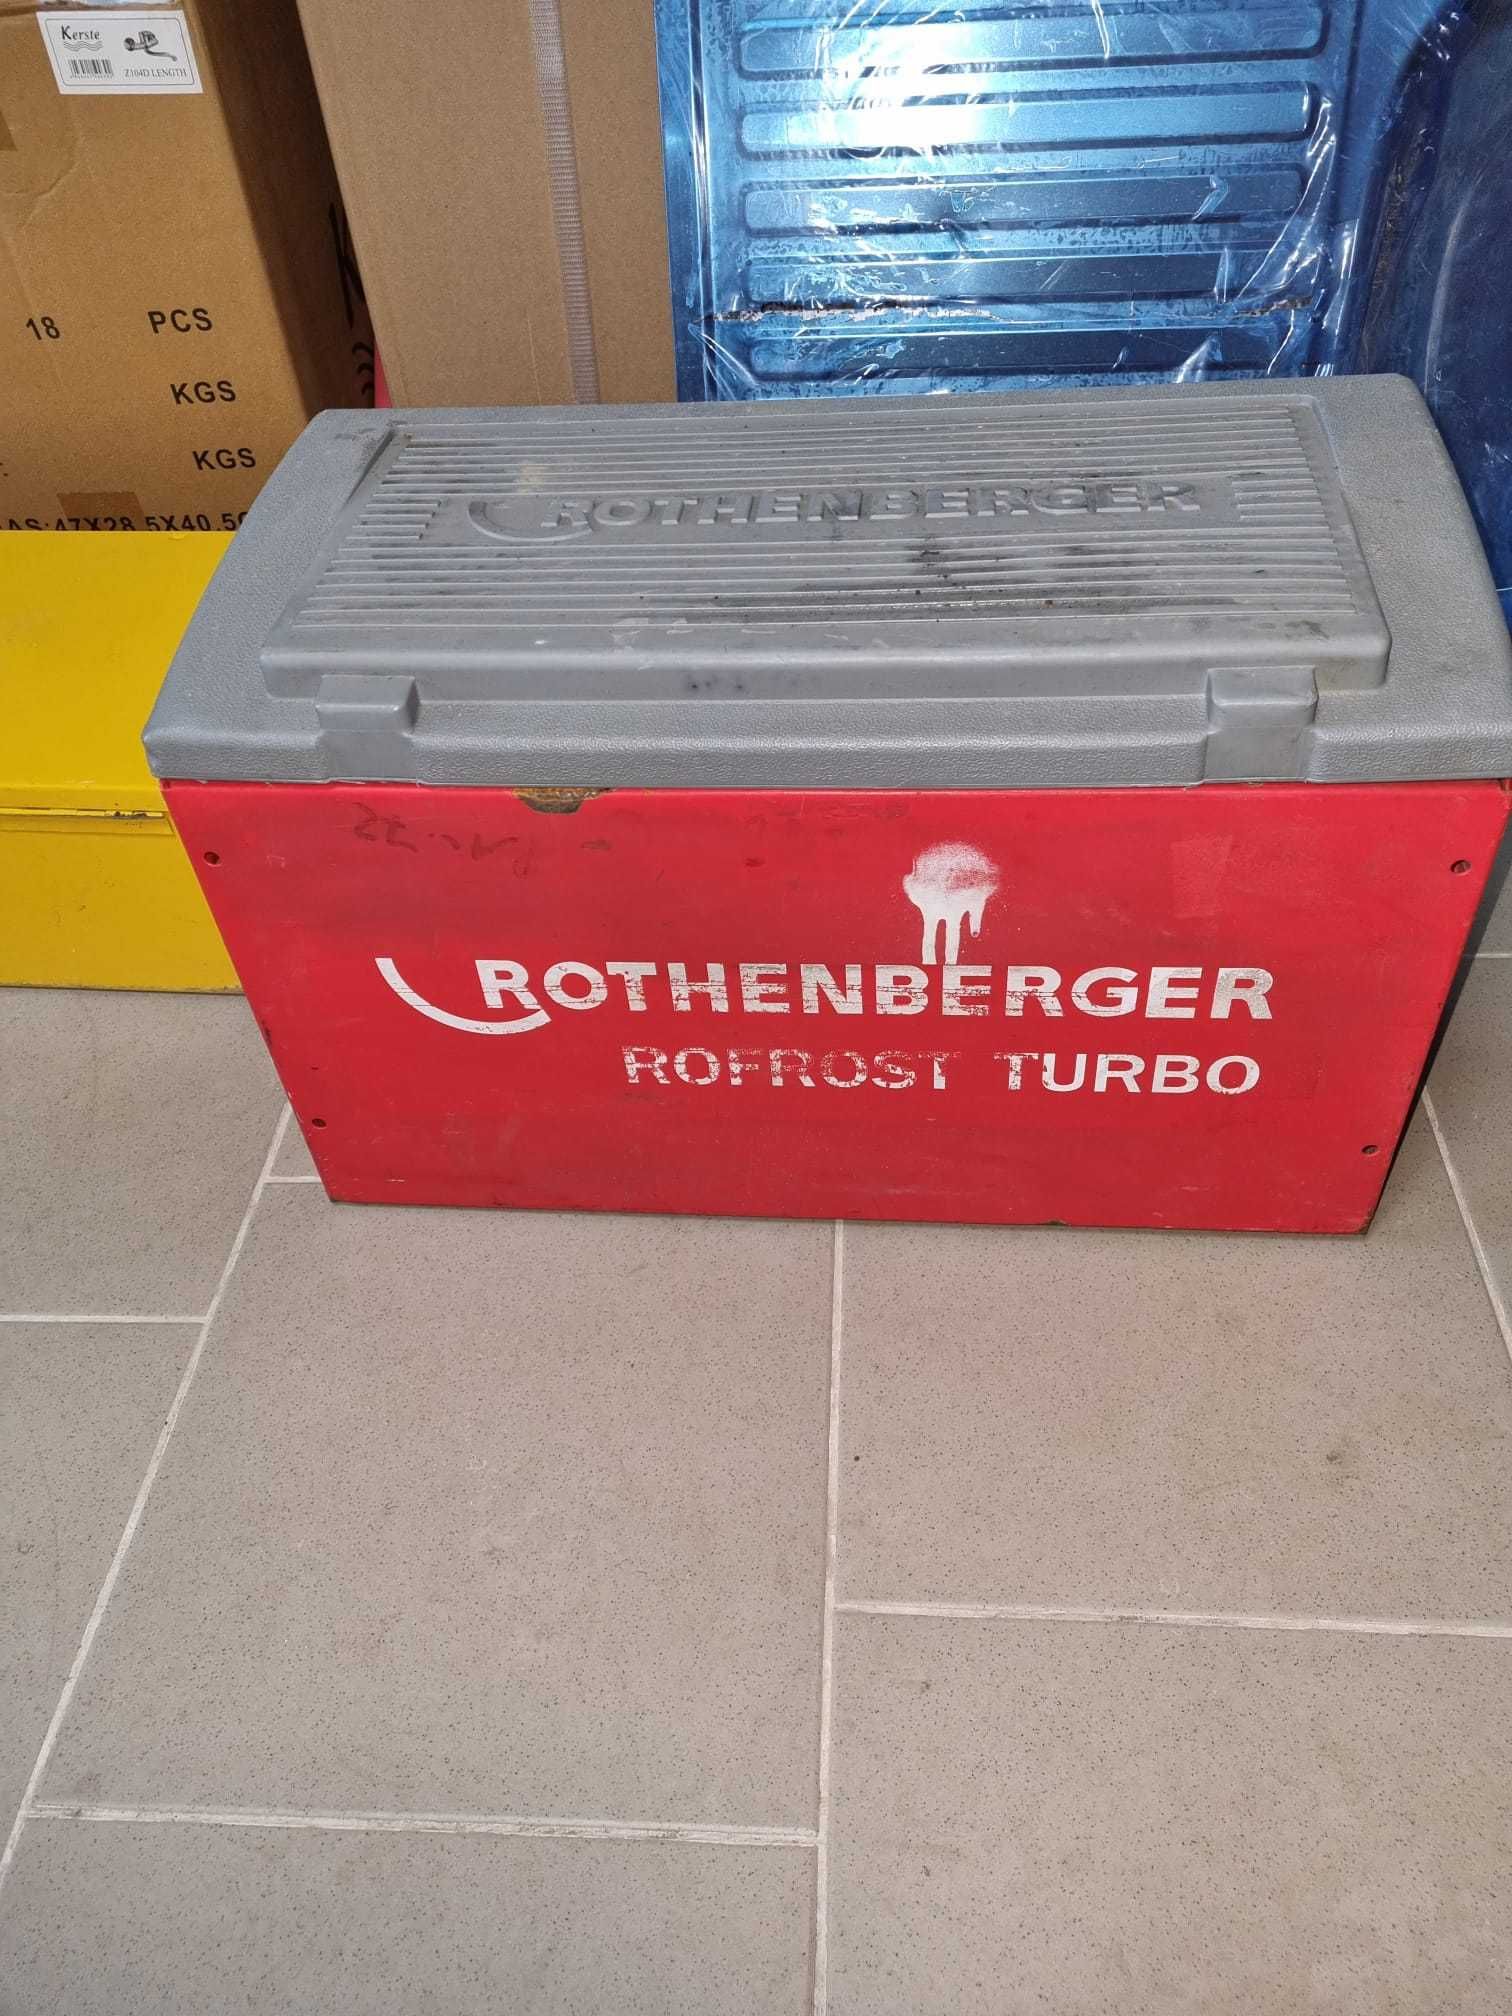 Kerste
Z104D LENGTH
18 PCS
KGS
KGS
ROTHENBERGER
ROTHENBERGER
ROFROST TURBO